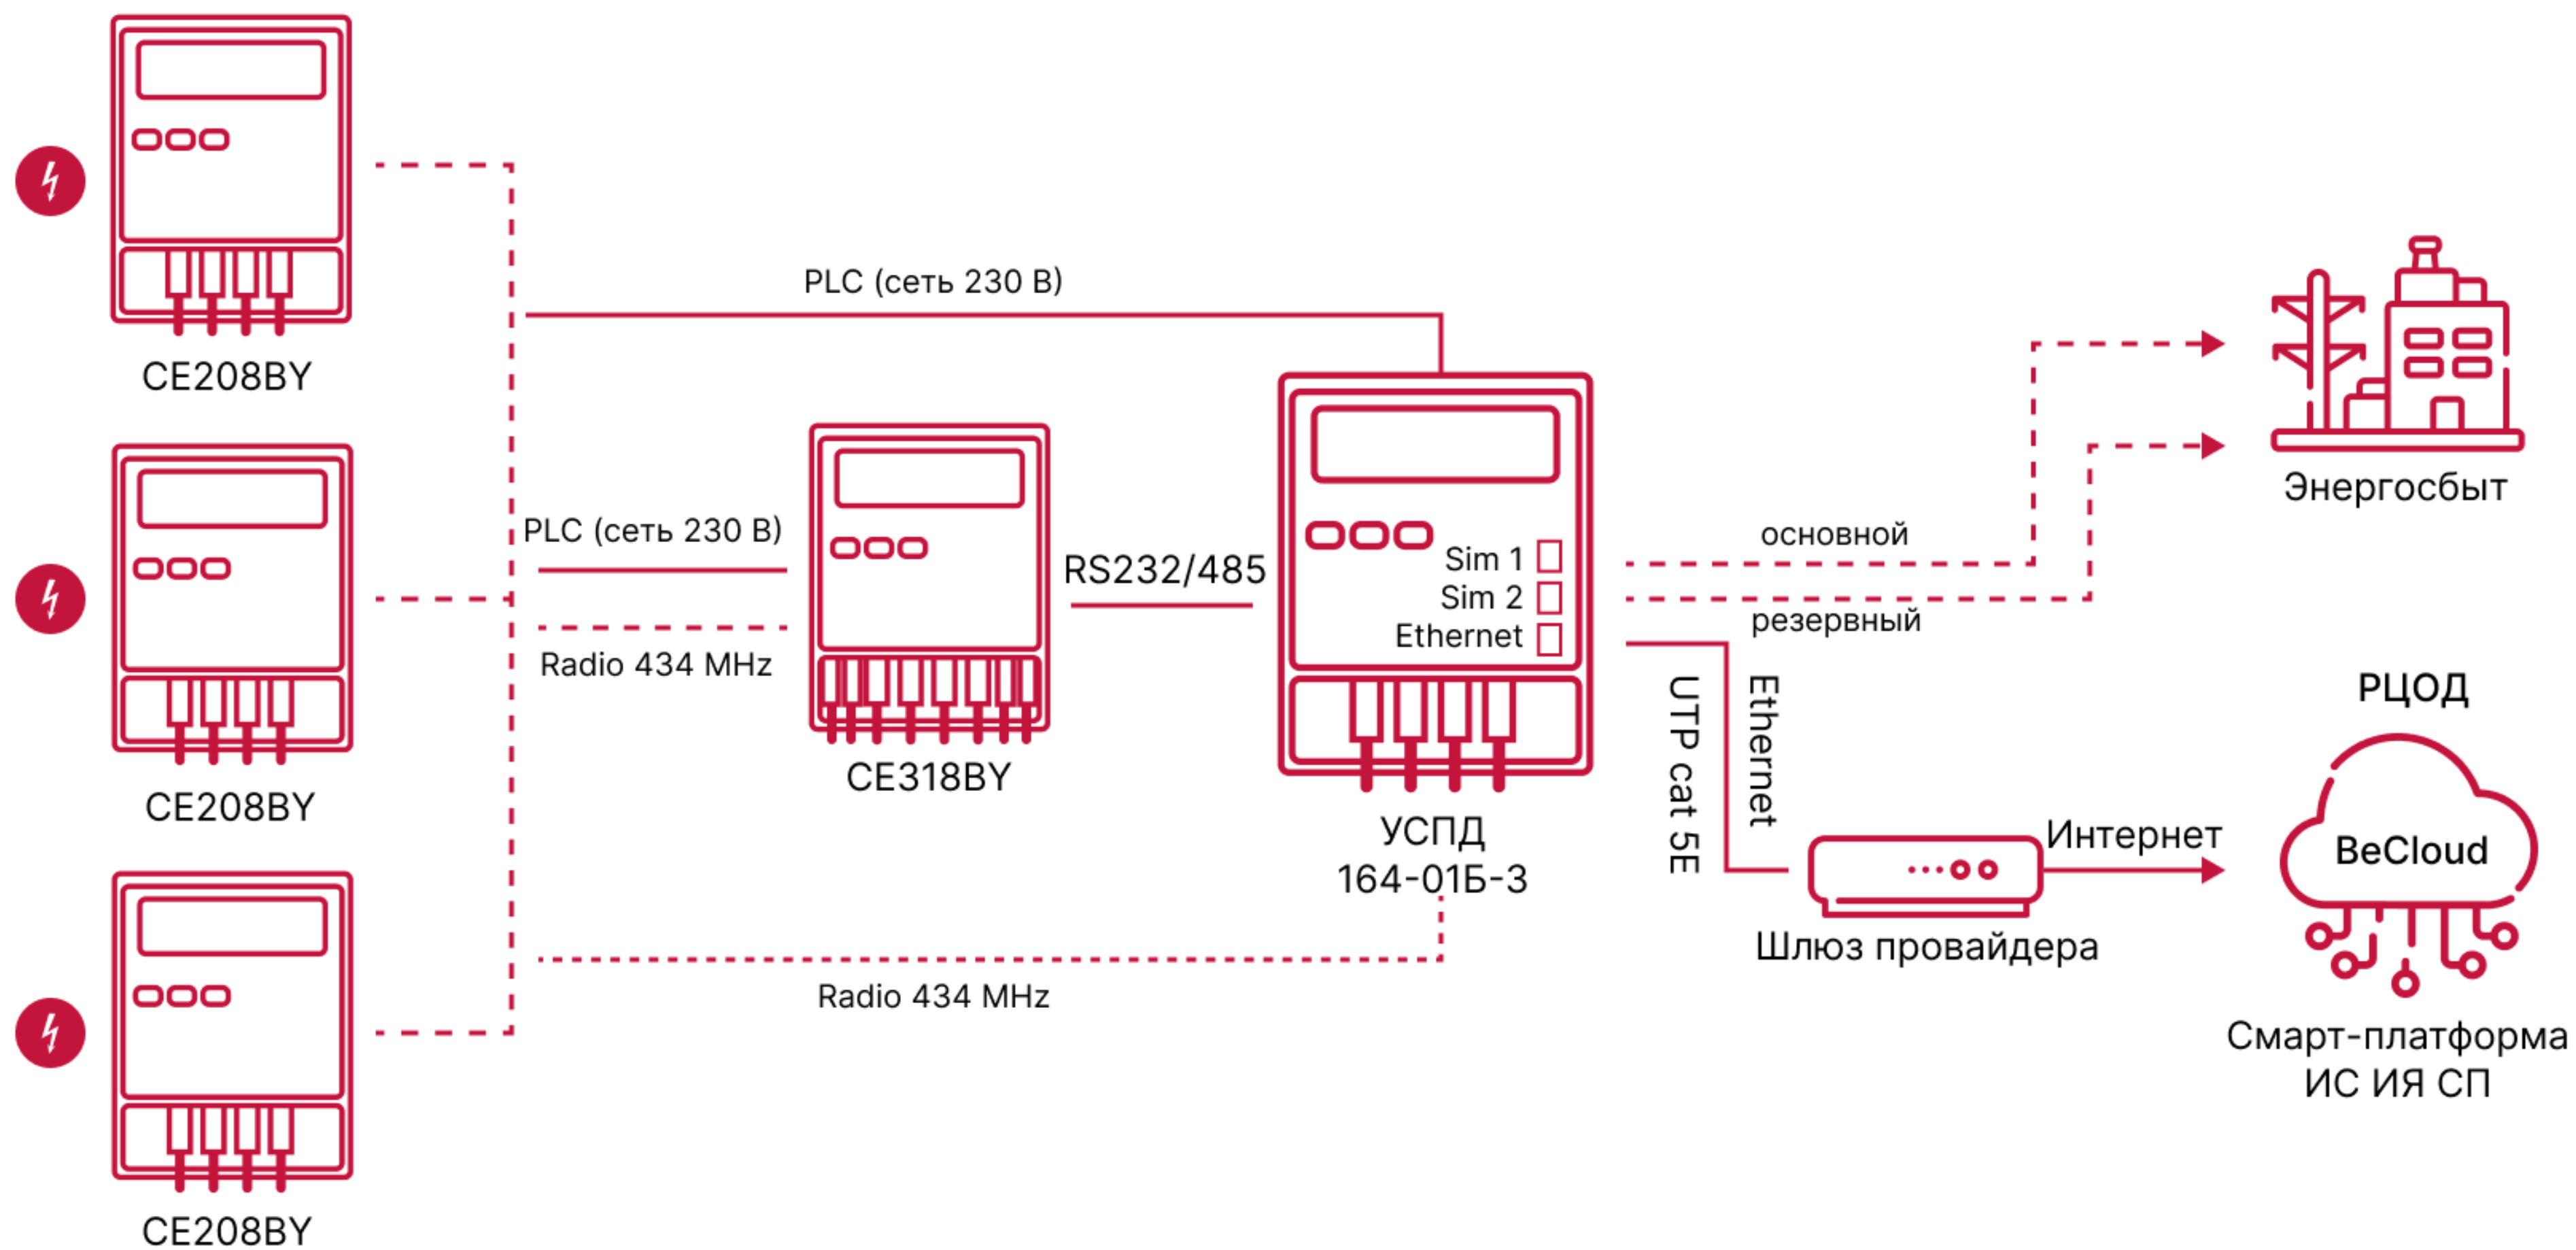 CE208BY
CE208BY
CE208BY
PLC (сеть 230 В)
PLC (сеть 230 В)
Radio 434 MHz
CE318BY
RS232/485
Sim 1
Sim 2
Ethernet
УСПД
164-01Б-3
Radio 434 MHz
основной
резервный
UTP cat 5E
Ethernet
Шлюз провайдера
Интернет
Энергосбыт
РЦОД
BeCloud
Смарт-платформа
ИС ИЯ СП